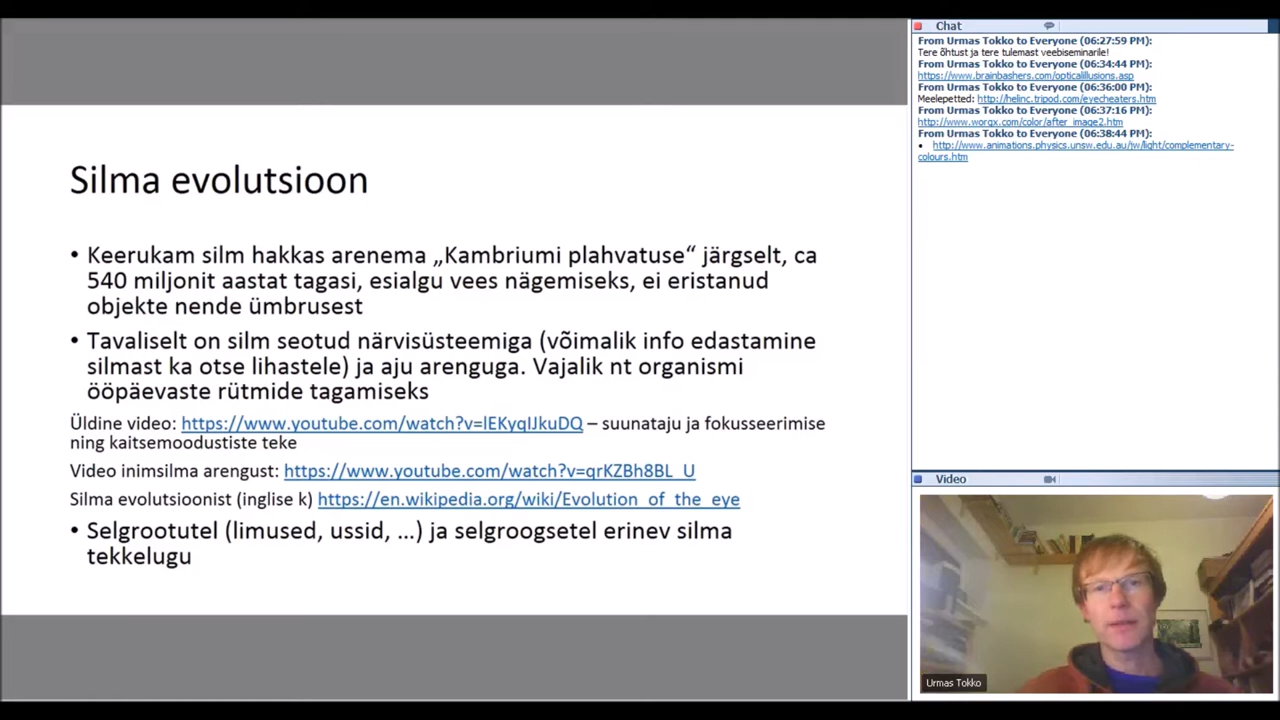 Silma evolutsioon
• Keerukam silm hakkas arenema „Kambriumi plahvatuse“ järgselt, ca
540 miljonit aastat tagasi, esialgu vees nägemiseks, ei eristanud
objekte nende ümbrusest
• Tavaliselt on silm seotud närvisüsteemiga (võimalik info edastamine
silmast ka otse lihastele) ja aju arenguga. Vajalik nt organismi
ööpäevaste rütmide tagamiseks
Üldine video: https://www.youtube.com/watch?v=lEKyqIJkuDQ – suunataju ja fokusseerimise
ning kaitsemoodustiste teke
Video inimsilma arengust: https://www.youtube.com/watch?v=qrKZBh8BL_U
Silma evolutsioonist (inglise k) https://en.wikipedia.org/wiki/Evolution_of_the_eye
• Selgrootutel (limused, ussid, ...) ja selgroogsetel erinev silma
tekkelugu
Chat
From Urmas Tokko to Everyone (06:27:59 PM):
Tere õhtust ja tere tulemast veebiseminarile!
From Urmas Tokko to Everyone (06:34:44 PM):
https://www.brainbashers.com/opticalillusions.asp
From Urmas Tokko to Everyone (06:36:00 PM):
Meelepetted: http://helinc.tripod.com/eyecheaters.htm
From Urmas Tokko to Everyone (06:37:16 PM):
http://www.worqx.com/color/after_image2.htm
From Urmas Tokko to Everyone (06:38:44 PM):
• http://www.animations.physics.unsw.edu.au/jw/light/complementary-
colours.htm
Video
Urmas Tokko